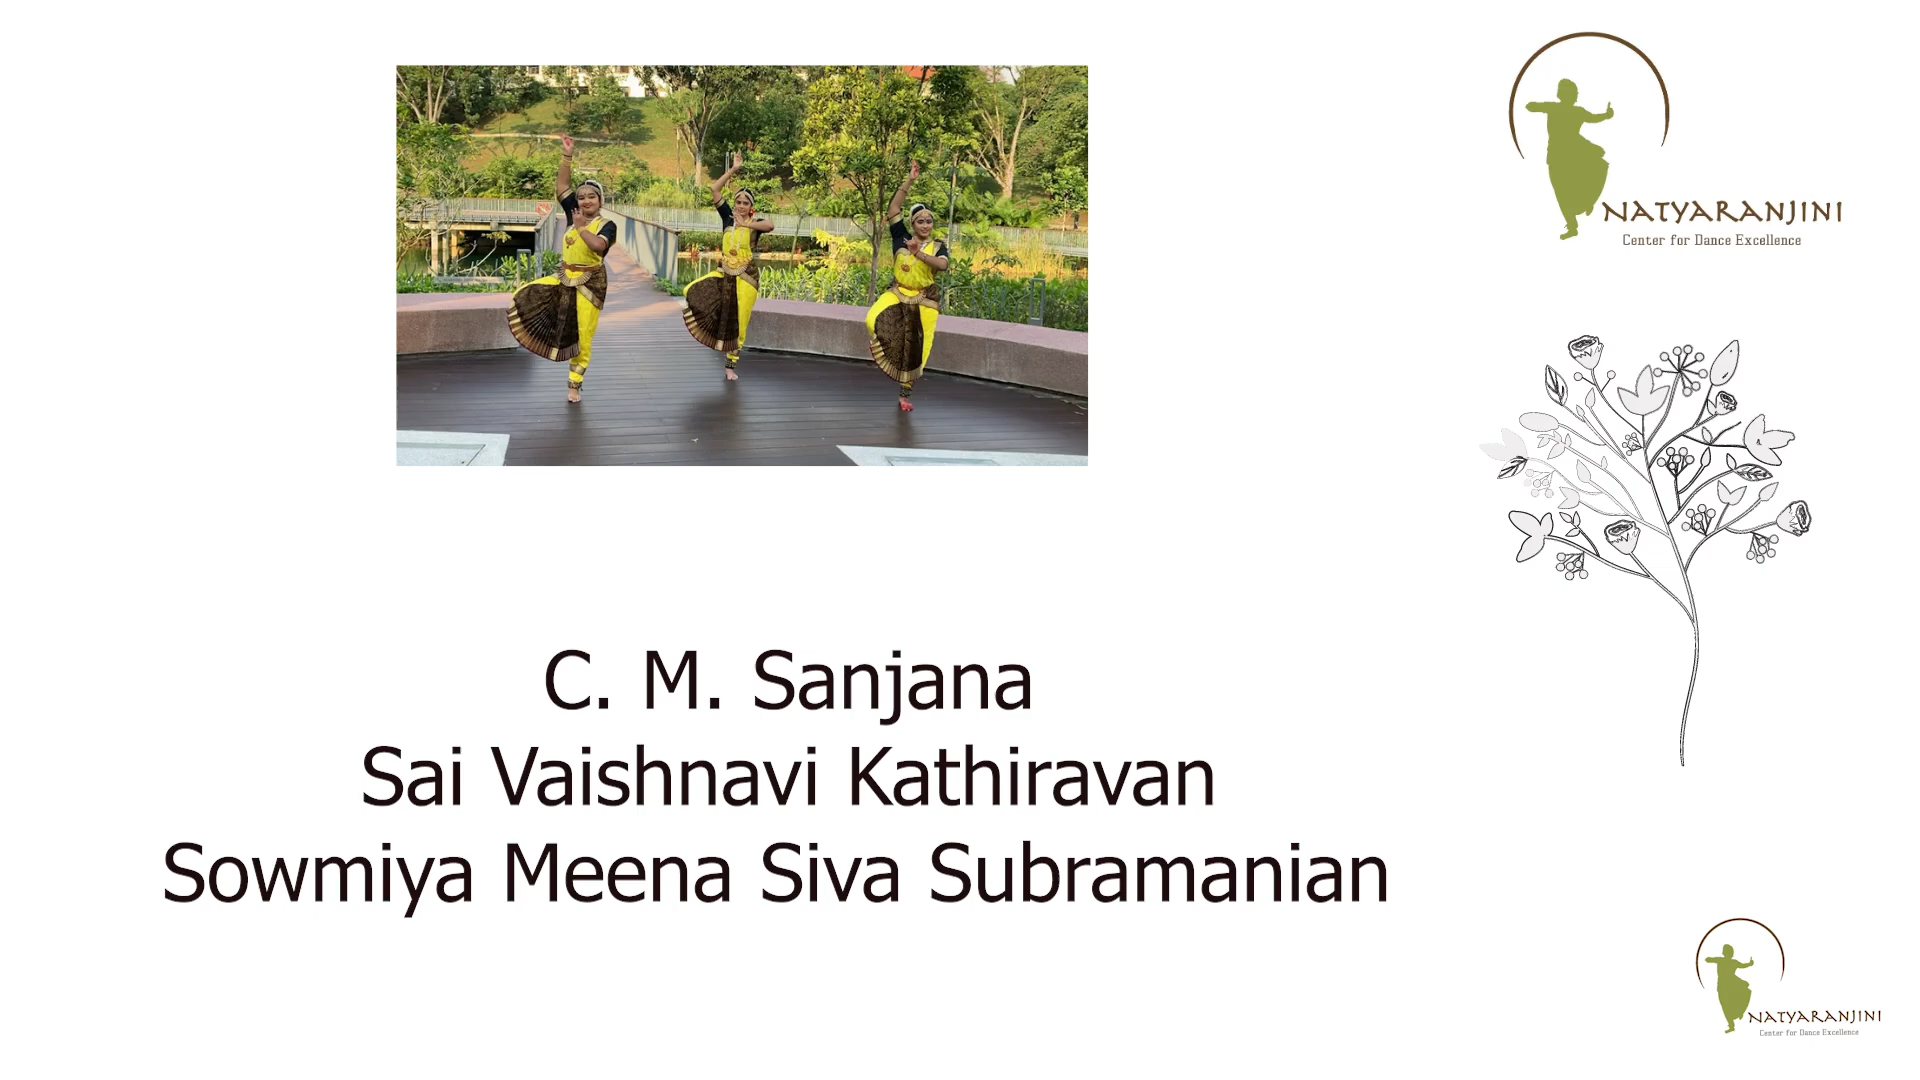 NATYARANJINI
Center for Dance Excellence
C. M. Sanjana
Sai Vaishnavi Kathiravan
Sowmiya Meena Siva Subramanian
NATYARANJINI
Center for Dance Excellence